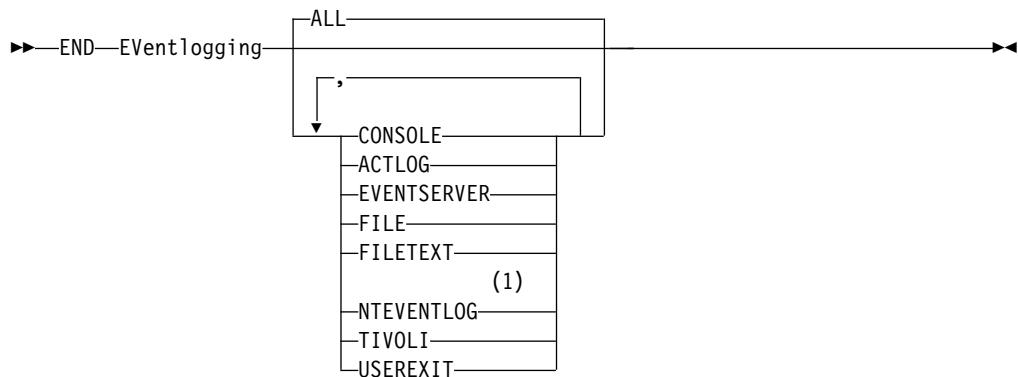 ALL
END EVentlogging
,
CONSOLE
ACTLOG
EVENTSERVER
FILE
FILETEXT
(1)
NTEVENTLOG
TIVOLI
USEREXIT